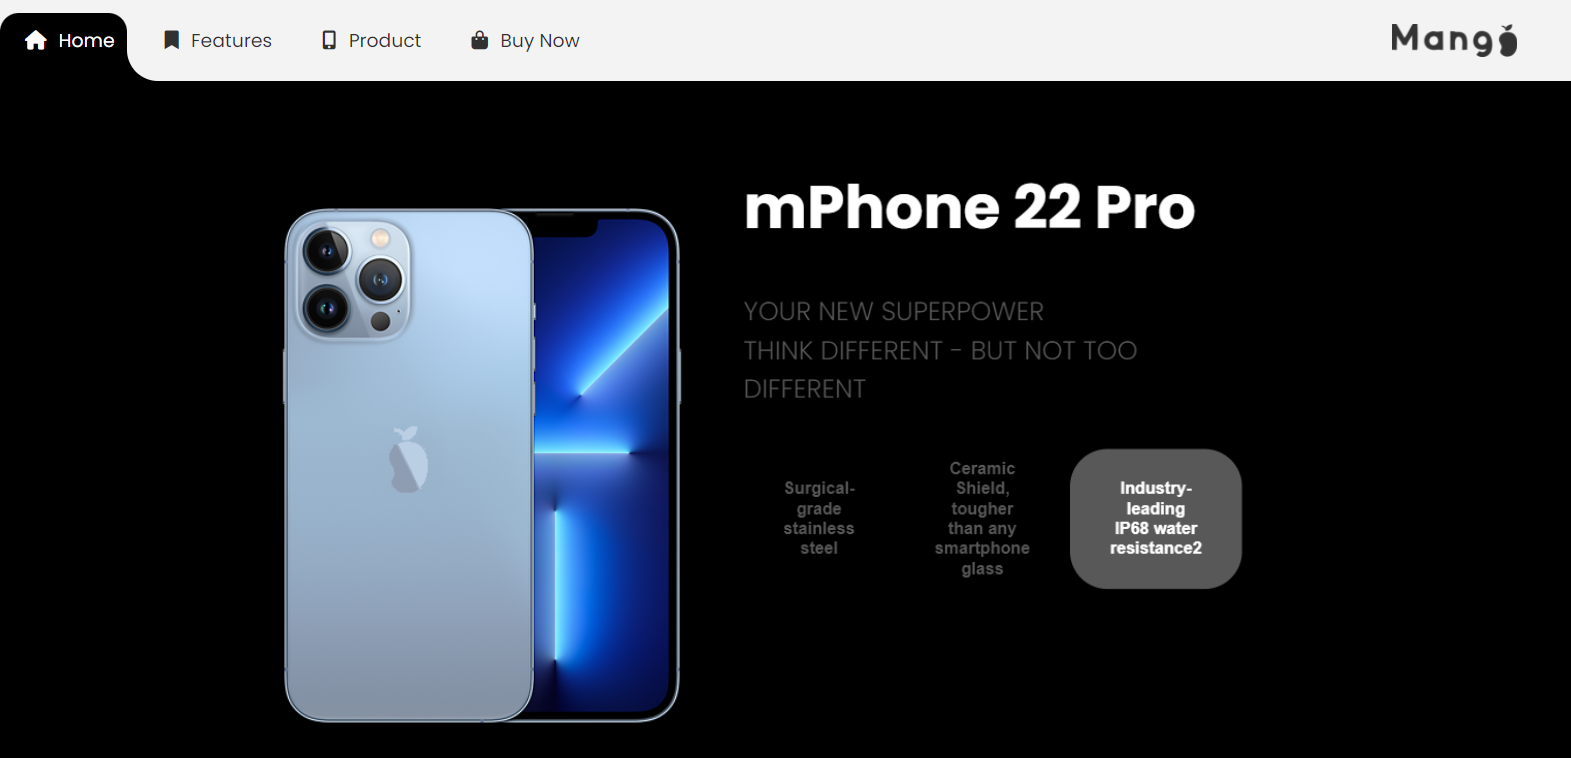 Home
Features
Product
Buy Now
Mango
mPhone 22 Pro
YOUR NEW SUPERPOWER
THINK DIFFERENT - BUT NOT TOO
DIFFERENT
Surgical-
grade
stainless
steel
Ceramic
Shield,
tougher
than any
smartphone
glass
Industry-
leading
IP68 water
resistance2